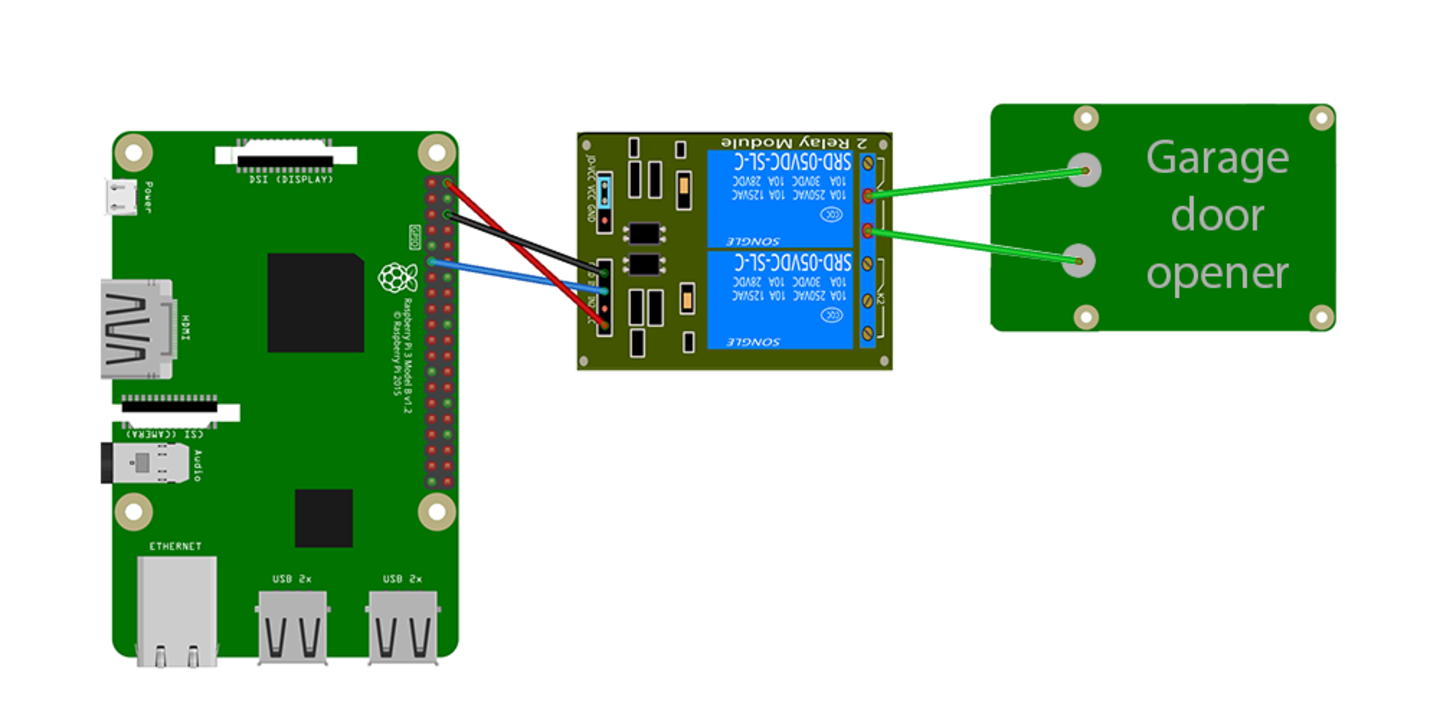 DSI (DISPLAY)
Power
GPIO
HDMI
Raspberry Pi 3 Model B v1.2
© Raspberry Pi 2015
CSI (CAMERA)
Audio
ETHERNET
USB 2x
USB 2x
2 Relay Module
JD-VCC VCC GND
SRD-05VDC-SL-C
10A 250VAC 10A 125VAC
10A 30VDC 10A 28VDC
CQC
SONGLE
SRD-05VDC-SL-C
10A 250VAC 10A 125VAC
10A 30VDC 10A 28VDC
CQC
SONGLE
K2
Garage
door
opener